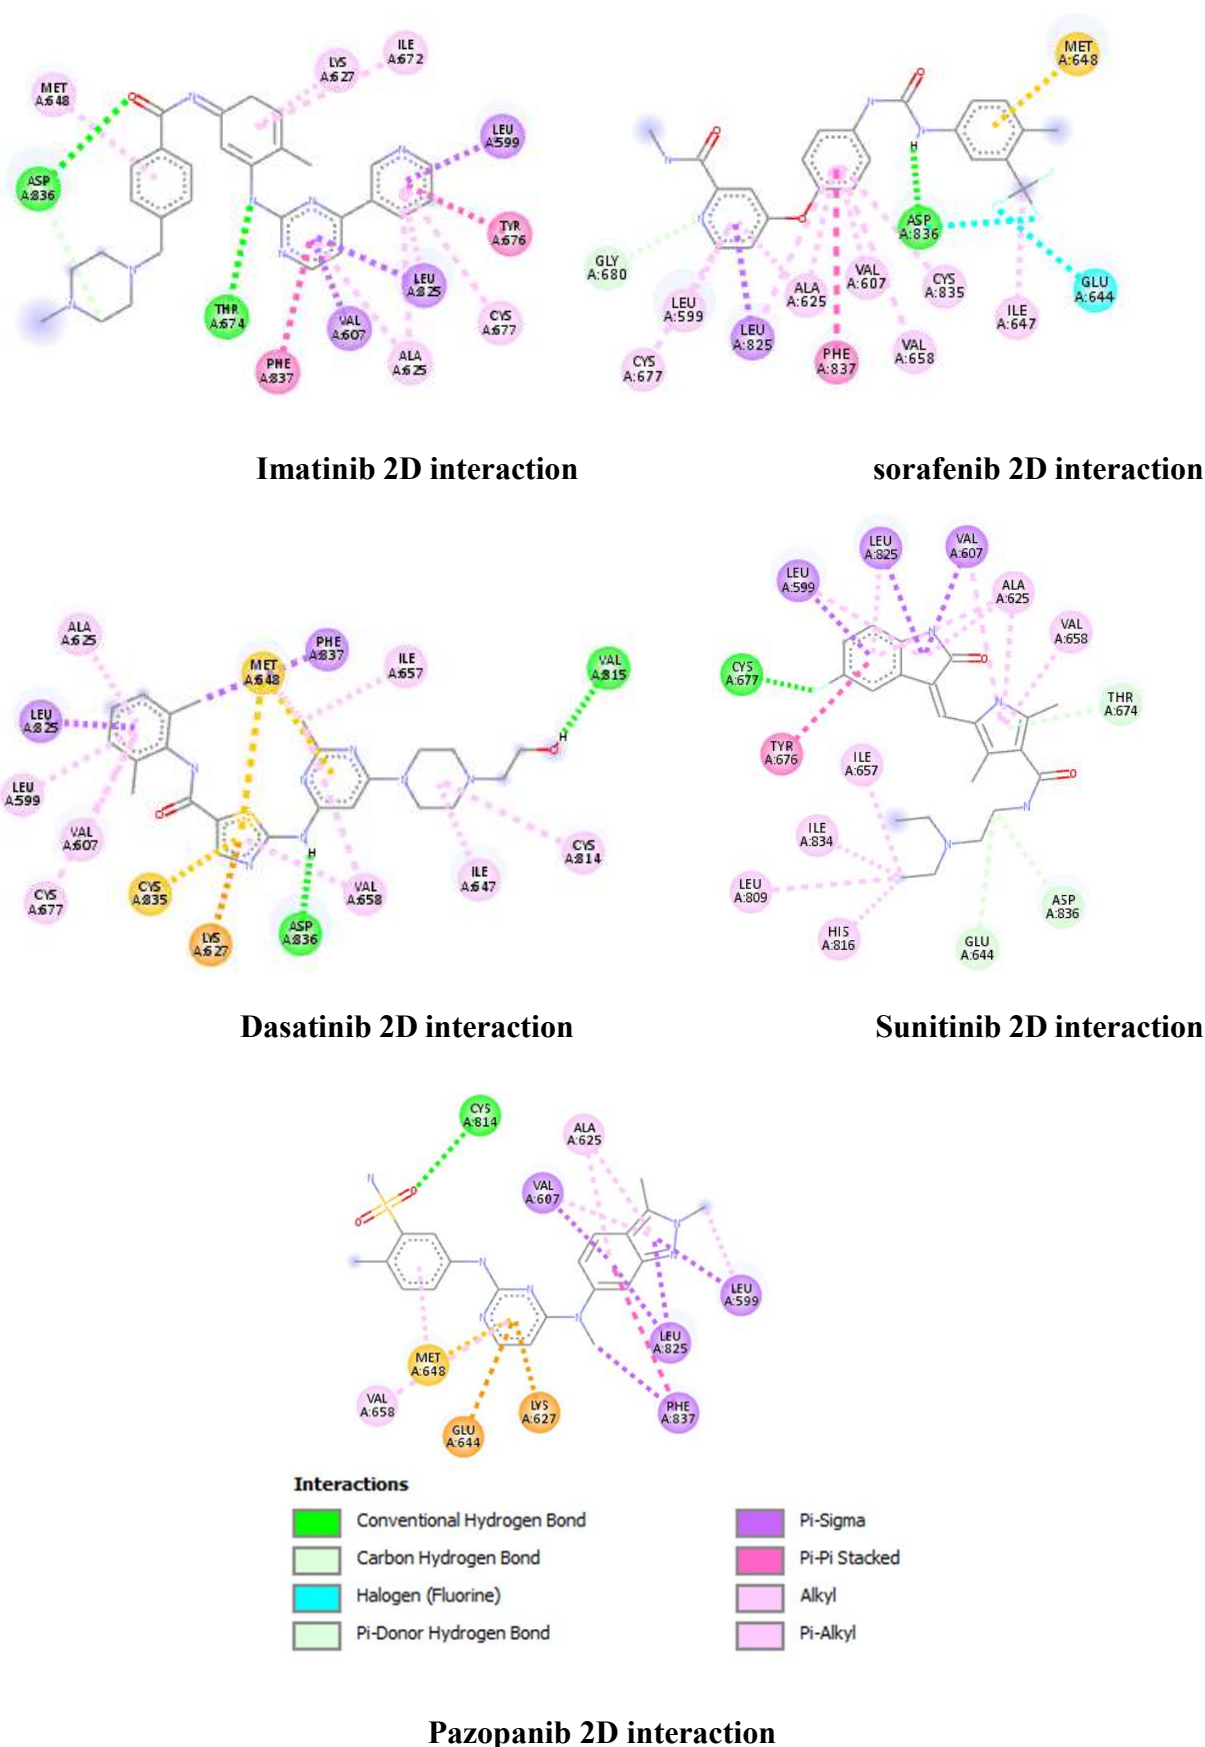 MET
A:648
LYS
A:627
ILE
A:672
LEU
A:599
ASP
A:836
TYR
A:676
THR
A:674
PHE
A:837
VAL
A:607
LEU
A:825
ALA
A:625
CYS
A:677
N
N
N
N
N
N
N
O
Imatinib 2D interaction
MET
A:648
GLY
A:680
LEU
A:599
CYS
A:677
LEU
A:825
ALA
A:625
PHE
A:837
VAL
A:607
VAL
A:658
ASP
A:836
CYS
A:835
ILE
A:647
GLU
A:644
N
N
N
N
H
O
O
O
sorafenib 2D interaction
ALA
A:625
MET
A:648
PHE
A:837
ILE
A:657
VAL
A:815
LEU
A:825
LEU
A:599
VAL
A:607
CYS
A:677
CYS
A:835
LYS
A:627
ASP
A:836
VAL
A:658
ILE
A:647
CYS
A:814
N
N
N
N
N
N
N
S
H
H
O
O
Dasatinib 2D interaction
LEU
A:599
LEU
A:825
VAL
A:607
ALA
A:625
VAL
A:658
CYS
A:677
THR
A:674
TYR
A:676
ILE
A:657
ILE
A:834
LEU
A:809
HIS
A:816
GLU
A:644
ASP
A:836
N
N
N
N
O
O
Sunitinib 2D interaction
CYS
A:814
ALA
A:625
VAL
A:607
LEU
A:599
LEU
A:825
PHE
A:837
MET
A:648
VAL
A:658
GLU
A:644
LYS
A:627
N
N
N
N
N
N
N
S
O
O
Interactions
Conventional Hydrogen Bond
Carbon Hydrogen Bond
Halogen (Fluorine)
Pi-Donor Hydrogen Bond
Pi-Sigma
Pi-Pi Stacked
Alkyl
Pi-Alkyl
Pazopanib 2D interaction